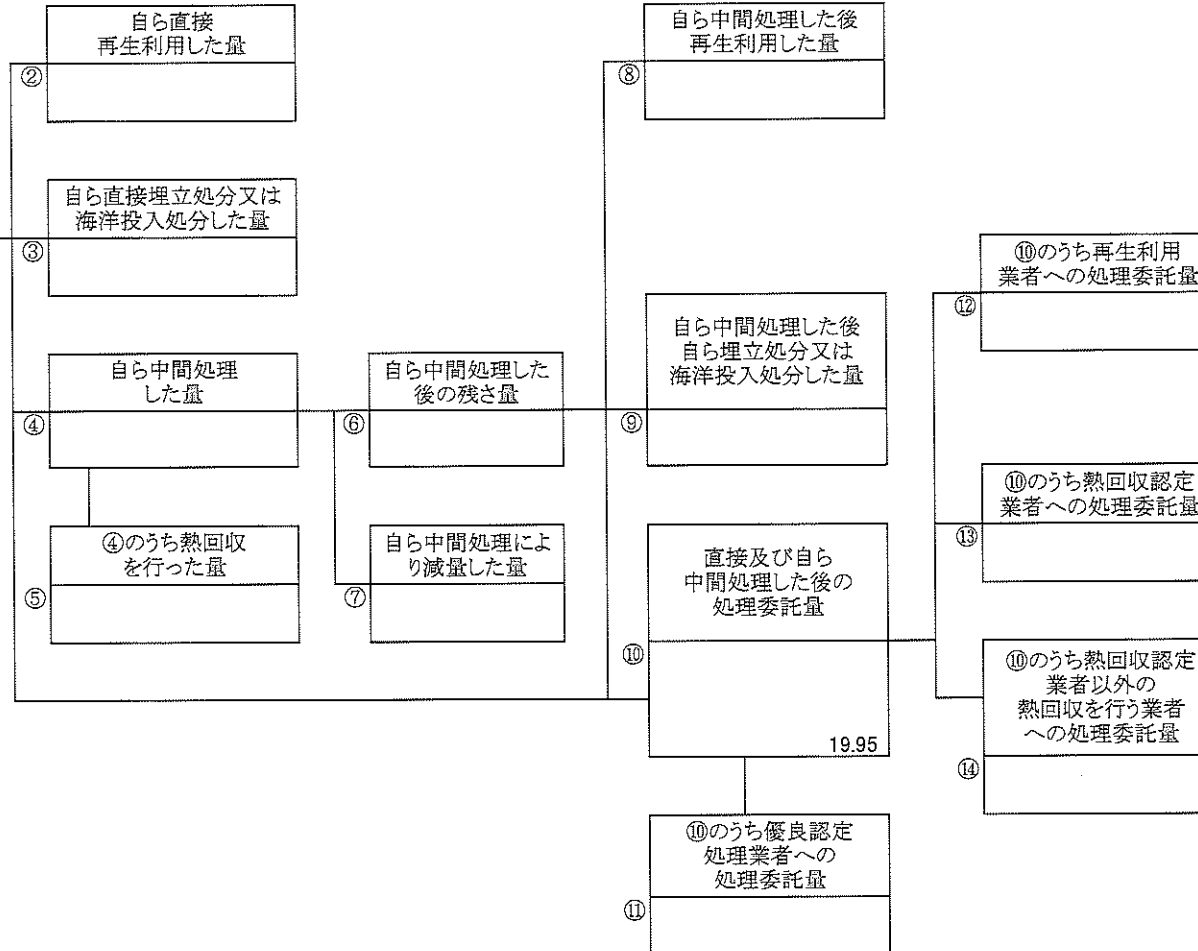 自ら直接
再生利用した量
②
自ら直接埋立処分又は
海洋投入処分した量
③
自ら中間処理
した量
④
④のうち熱回収
を行った量
⑤
自ら中間処理した
後の残さ量
⑥
自ら中間処理によ
り減量した量
⑦
自ら中間処理した後
再生利用した量
⑧
自ら中間処理した後
自ら埋立処分又は
海洋投入処分した量
⑨
直接及び自ら
中間処理した後の
処理委託量
⑩
19.95
⑩のうち優良認定
処理業者への
処理委託量
⑪
⑩のうち再生利用
業者への処理委託量
⑫
⑩のうち熱回収認定
業者への処理委託量
⑬
⑩のうち熱回収認定
業者以外の
熱回収を行う業者
への処理委託量
⑭